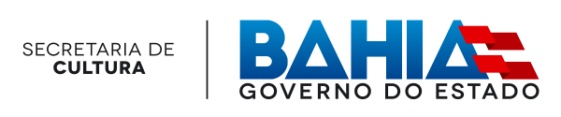 SECRETARIA DE
CULTURA
BAHIA
GOVERNO DO ESTADO